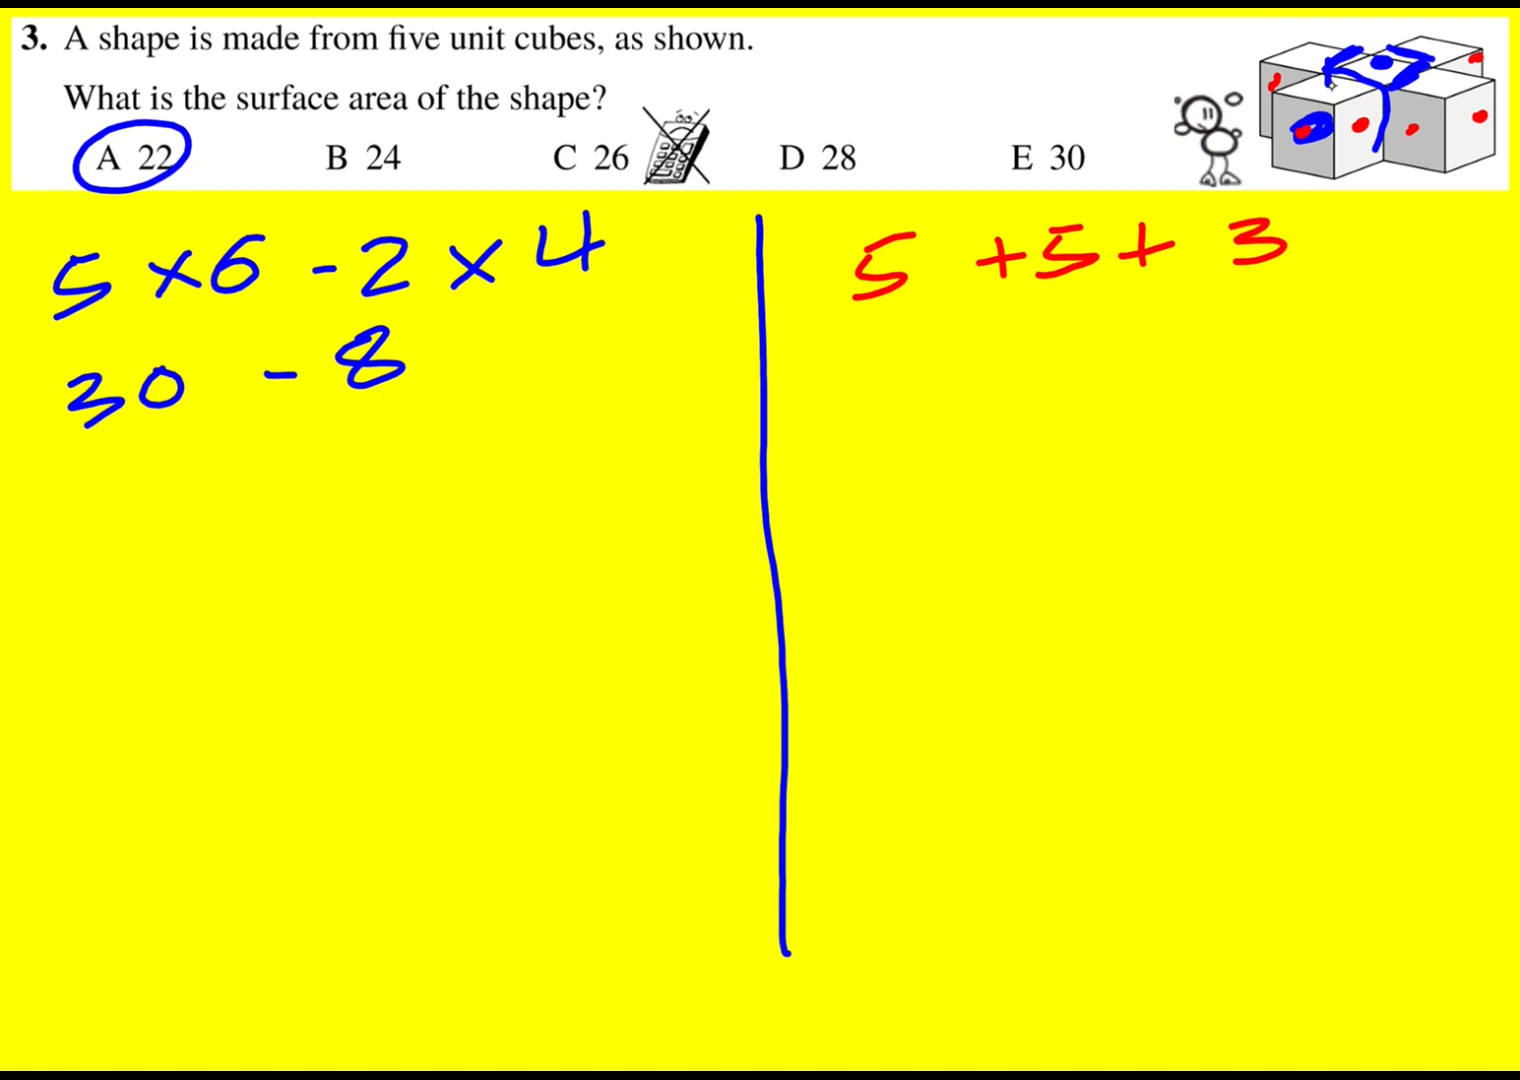 3. A shape is made from five unit cubes, as shown.
What is the surface area of the shape?
A 22 B 24 C 26 D 28 E 30
5 × 6 - 2 × 4
30 - 8
5 + 5 + 3